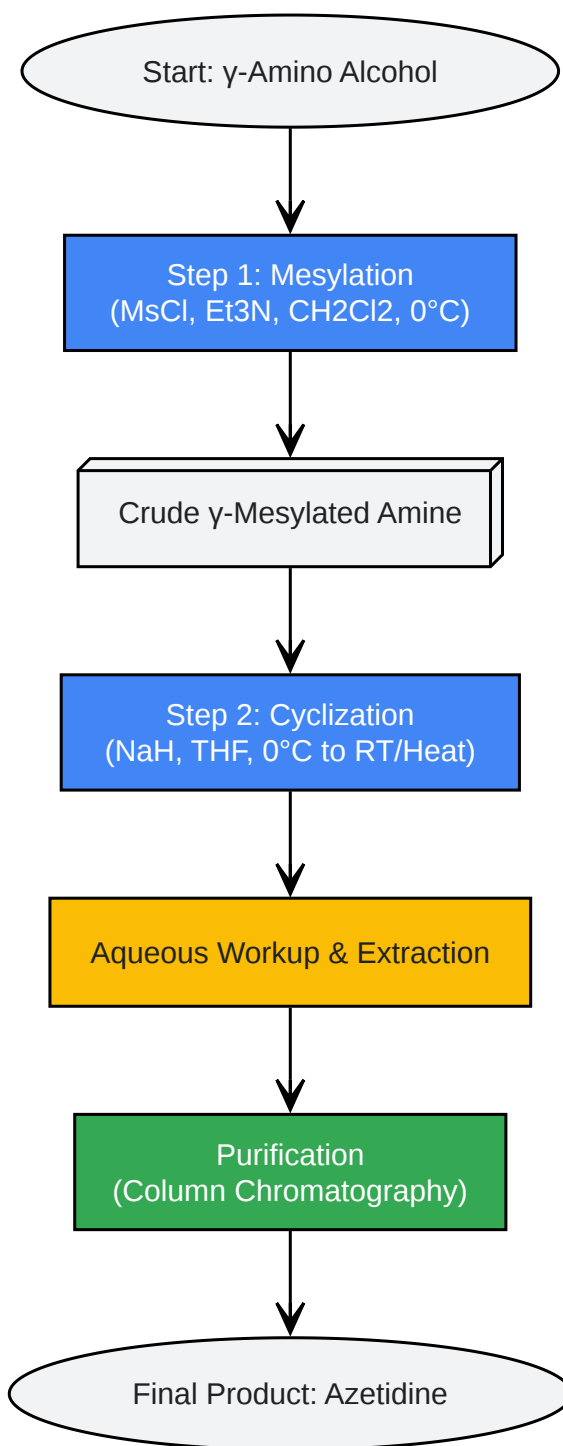 Start: γ-Amino Alcohol
Step 1: Mesylation
(MsCl, Et3N, CH2Cl2, 0°C)
Crude γ-Mesylated Amine
Step 2: Cyclization
(NaH, THF, 0°C to RT/Heat)
Aqueous Workup & Extraction
Purification
(Column Chromatography)
Final Product: Azetidine